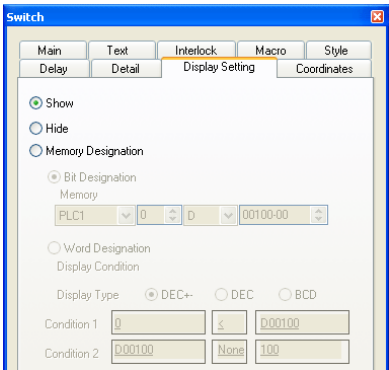 Switch
Main Text Interlock Macro Style
Delay Detail Display Setting Coordinates
Show
Hide
Memory Designation
Bit Designation
Memory
PLC1 0 D 00100-00
Word Designation
Display Condition
Display Type DEC+- DEC BCD
Condition 1 0 < D00100
Condition 2 D00100 None 100